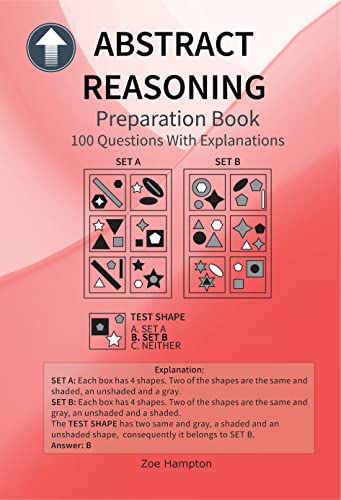 ABSTRACT
REASONING
Preparation Book
100 Questions With Explanations
SET A SET B
TEST SHAPE
A. SET A
B. SET B
C. NEITHER
Explanation:
SET A: Each box has 4 shapes. Two of the shapes are the same and
shaded, an unshaded and a gray.
SET B: Each box has 4 shapes. Two of the shapes are the same and
gray, an unshaded and a shaded.
The TEST SHAPE has two same and gray, a shaded and an
unshaded shape, consequently it belongs to SET B.
Answer: B
Zoe Hampton